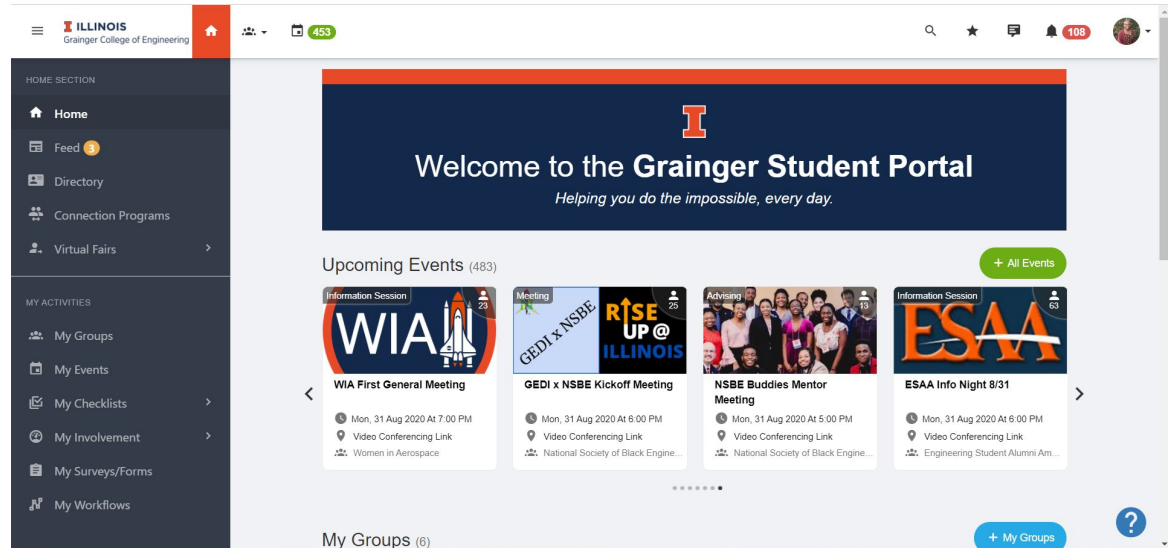 ILLINOIS
Grainger College of Engineering
453
108
HOME SECTION
Home
Feed 3
Directory
Connection Programs
Virtual Fairs
MY ACTIVITIES
My Groups
My Events
My Checklists
My Involvement
My Surveys/Forms
My Workflows
I
Welcome to the Grainger Student Portal
Helping you do the impossible, every day.
Upcoming Events (483)
+ All Events
Information Session
23
WIA
WIA First General Meeting
Mon, 31 Aug 2020 At 7:00 PM
Video Conferencing Link
Women in Aerospace
Meeting
25
GEDI x NSBE
RISE
UP @
ILLINOIS
GEDI x NSBE Kickoff Meeting
Mon, 31 Aug 2020 At 6:00 PM
Video Conferencing Link
National Society of Black Engine...
Advising
13
NSBE Buddies Mentor
Meeting
Mon, 31 Aug 2020 At 5:00 PM
Video Conferencing Link
National Society of Black Engine...
Information Session
63
ESAA
ESAA Info Night 8/31
Mon, 31 Aug 2020 At 6:00 PM
Video Conferencing Link
Engineering Student Alumni Am...
My Groups (6)
+ My Groups
?